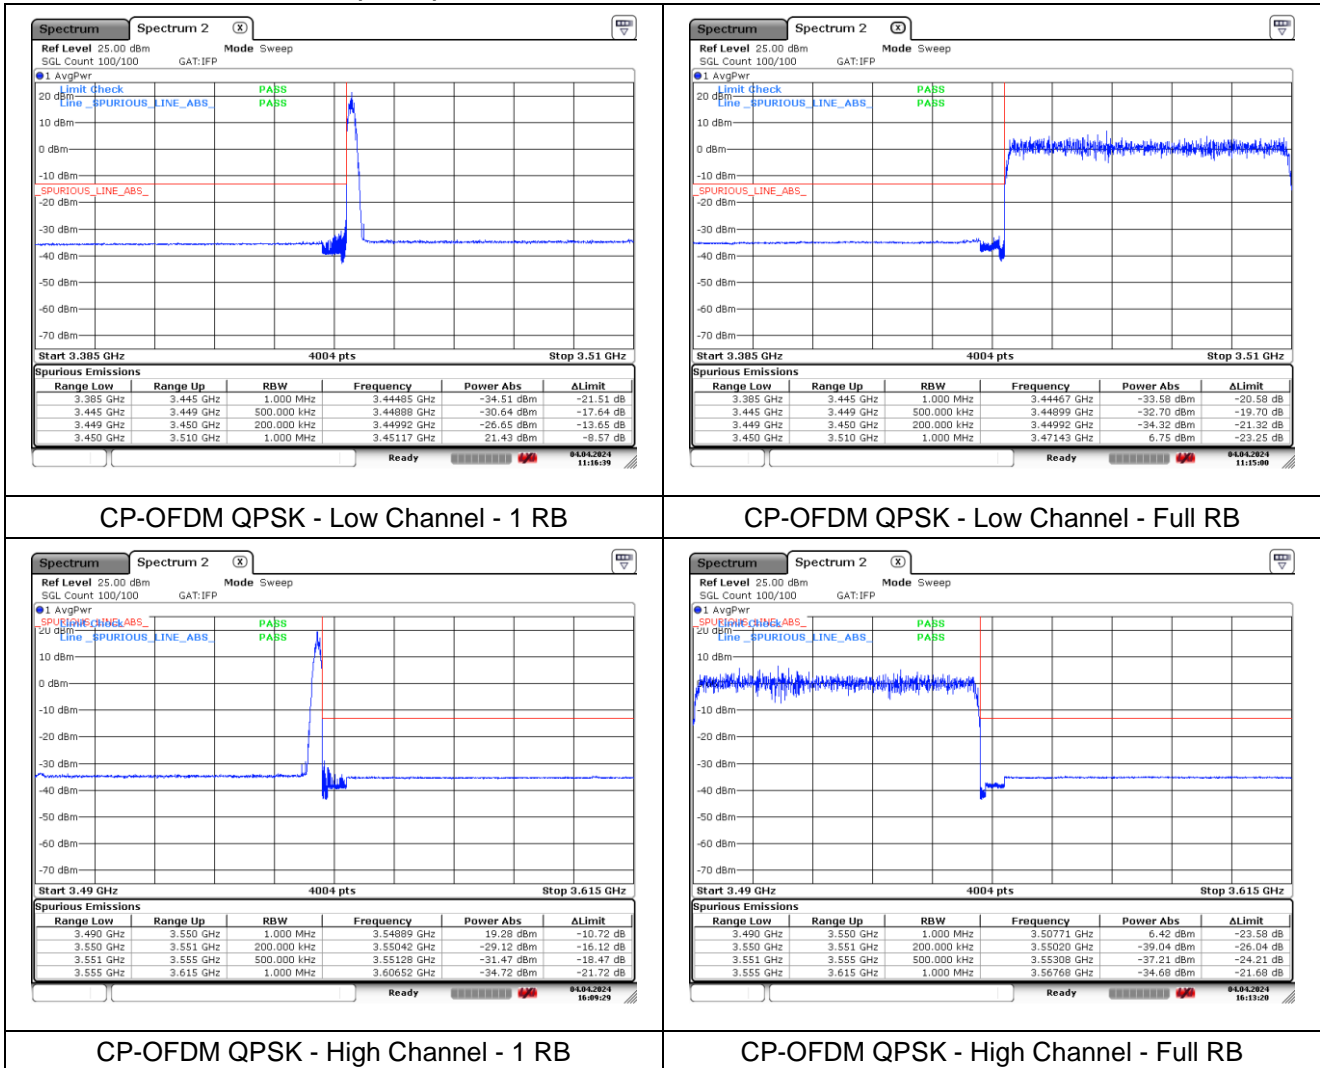 Spectrum Spectrum 2 X
Ref Level 25.00 dBm Mode Sweep
SGL Count 100/100 GAT:IFP
1 AvgPwr
Limit Check PASS
Line _SPURIOUS_LINE_ABS_ PASS
20 dBm
10 dBm
0 dBm
-10 dBm
_SPURIOUS_LINE_ABS_
-20 dBm
-30 dBm
-40 dBm
-50 dBm
-60 dBm
-70 dBm
Start 3.385 GHz 4004 pts Stop 3.51 GHz
Spurious Emissions
Range Low Range Up RBW Frequency Power Abs ΔLimit
3.385 GHz 3.445 GHz 1.000 MHz 3.44485 GHz -34.51 dBm -21.51 dB
3.445 GHz 3.449 GHz 500.000 kHz 3.44888 GHz -30.64 dBm -17.64 dB
3.449 GHz 3.450 GHz 200.000 kHz 3.44992 GHz -26.65 dBm -13.65 dB
3.450 GHz 3.510 GHz 1.000 MHz 3.45117 GHz 21.43 dBm -8.57 dB
Ready 04.04.2024
11:16:39
CP-OFDM QPSK - Low Channel - 1 RB
Spectrum Spectrum 2 X
Ref Level 25.00 dBm Mode Sweep
SGL Count 100/100 GAT:IFP
1 AvgPwr
Limit Check PASS
Line _SPURIOUS_LINE_ABS_ PASS
20 dBm
10 dBm
0 dBm
-10 dBm
_SPURIOUS_LINE_ABS_
-20 dBm
-30 dBm
-40 dBm
-50 dBm
-60 dBm
-70 dBm
Start 3.385 GHz 4004 pts Stop 3.51 GHz
Spurious Emissions
Range Low Range Up RBW Frequency Power Abs ΔLimit
3.385 GHz 3.445 GHz 1.000 MHz 3.44467 GHz -33.58 dBm -20.58 dB
3.445 GHz 3.449 GHz 500.000 kHz 3.44899 GHz -32.70 dBm -19.70 dB
3.449 GHz 3.450 GHz 200.000 kHz 3.44992 GHz -34.32 dBm -21.32 dB
3.450 GHz 3.510 GHz 1.000 MHz 3.47143 GHz 6.75 dBm -23.25 dB
Ready 04.04.2024
11:15:00
CP-OFDM QPSK - Low Channel - Full RB
Spectrum Spectrum 2 X
Ref Level 25.00 dBm Mode Sweep
SGL Count 100/100 GAT:IFP
1 AvgPwr
_SPURIOUS_LINE_ABS_
Limit Check PASS
20 dBm
Line _SPURIOUS_LINE_ABS_ PASS
10 dBm
0 dBm
-10 dBm
-20 dBm
-30 dBm
-40 dBm
-50 dBm
-60 dBm
-70 dBm
Start 3.49 GHz 4004 pts Stop 3.615 GHz
Spurious Emissions
Range Low Range Up RBW Frequency Power Abs ΔLimit
3.490 GHz 3.550 GHz 1.000 MHz 3.54889 GHz 19.28 dBm -10.72 dB
3.550 GHz 3.551 GHz 200.000 kHz 3.55042 GHz -29.12 dBm -16.12 dB
3.551 GHz 3.555 GHz 500.000 kHz 3.55128 GHz -31.47 dBm -18.47 dB
3.555 GHz 3.615 GHz 1.000 MHz 3.60652 GHz -34.72 dBm -21.72 dB
Ready 04.04.2024
16:09:29
CP-OFDM QPSK - High Channel - 1 RB
Spectrum Spectrum 2 X
Ref Level 25.00 dBm Mode Sweep
SGL Count 100/100 GAT:IFP
1 AvgPwr
_SPURIOUS_LINE_ABS_
Limit Check PASS
20 dBm
Line _SPURIOUS_LINE_ABS_ PASS
10 dBm
0 dBm
-10 dBm
-20 dBm
-30 dBm
-40 dBm
-50 dBm
-60 dBm
-70 dBm
Start 3.49 GHz 4004 pts Stop 3.615 GHz
Spurious Emissions
Range Low Range Up RBW Frequency Power Abs ΔLimit
3.490 GHz 3.550 GHz 1.000 MHz 3.50771 GHz 6.42 dBm -23.58 dB
3.550 GHz 3.551 GHz 200.000 kHz 3.55020 GHz -39.04 dBm -26.04 dB
3.551 GHz 3.555 GHz 500.000 kHz 3.55308 GHz -37.21 dBm -24.21 dB
3.555 GHz 3.615 GHz 1.000 MHz 3.56768 GHz -34.68 dBm -21.68 dB
Ready 04.04.2024
16:13:20
CP-OFDM QPSK - High Channel - Full RB